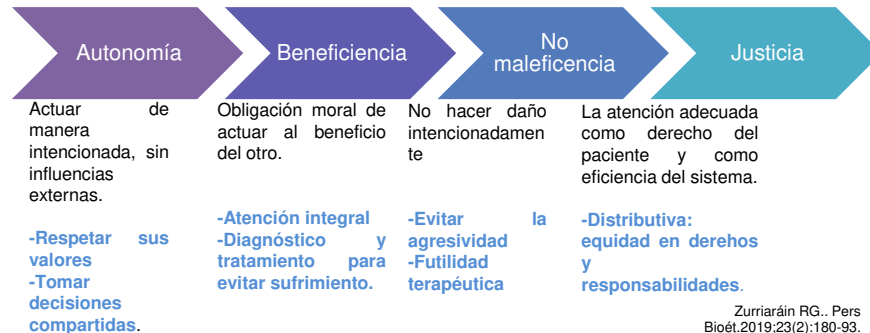 Autonomía
Beneficiencia
No
maleficencia
Justicia
Actuar de
manera
intencionada, sin
influencias
externas.
-Respetar sus
valores
-Tomar
decisiones
compartidas.
Obligación moral de
actuar al beneficio
del otro.
-Atención integral
-Diagnóstico y
tratamiento para
evitar sufrimiento.
No hacer daño
intencionadamen
te
-Evitar la
agresividad
-Futilidad
terapéutica
La atención adecuada
como derecho del
paciente y como
eficiencia del sistema.
-Distributiva:
equidad en derehos
y
responsabilidades.
Zurriaráin RG.. Pers
Bioét.2019;23(2):180-93.